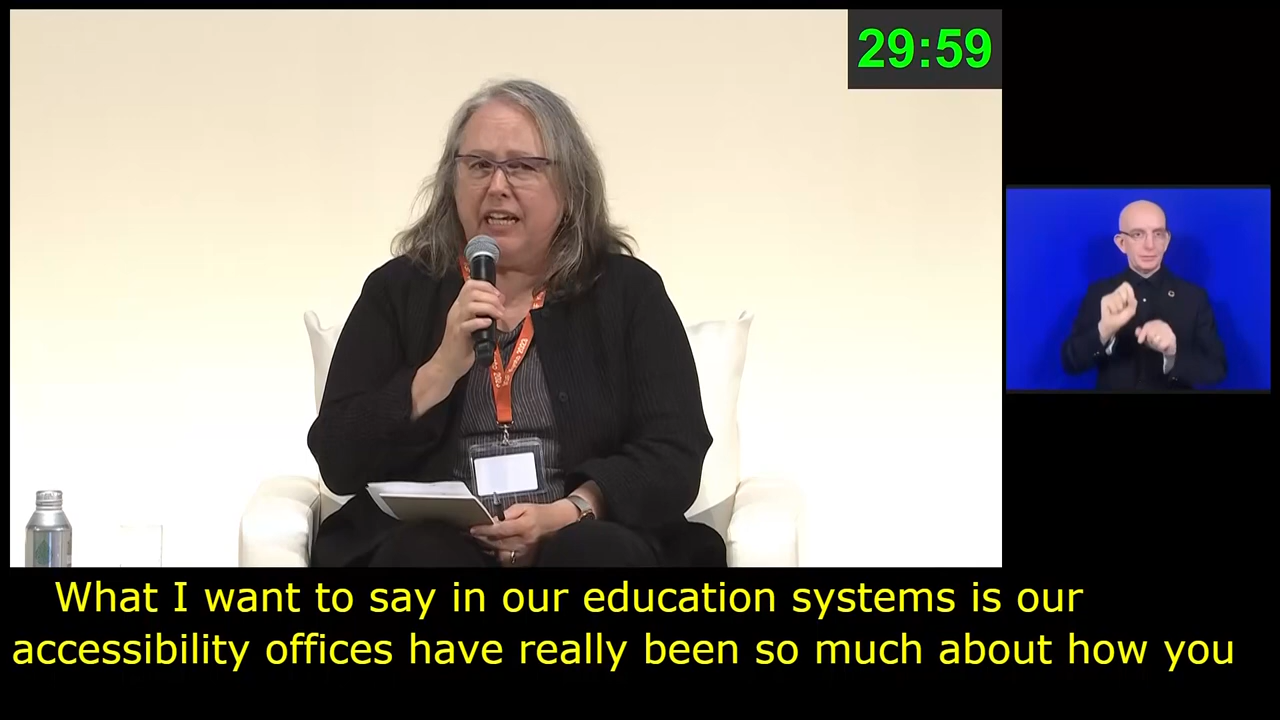 29:59
What I want to say in our education systems is our
accessibility offices have really been so much about how you